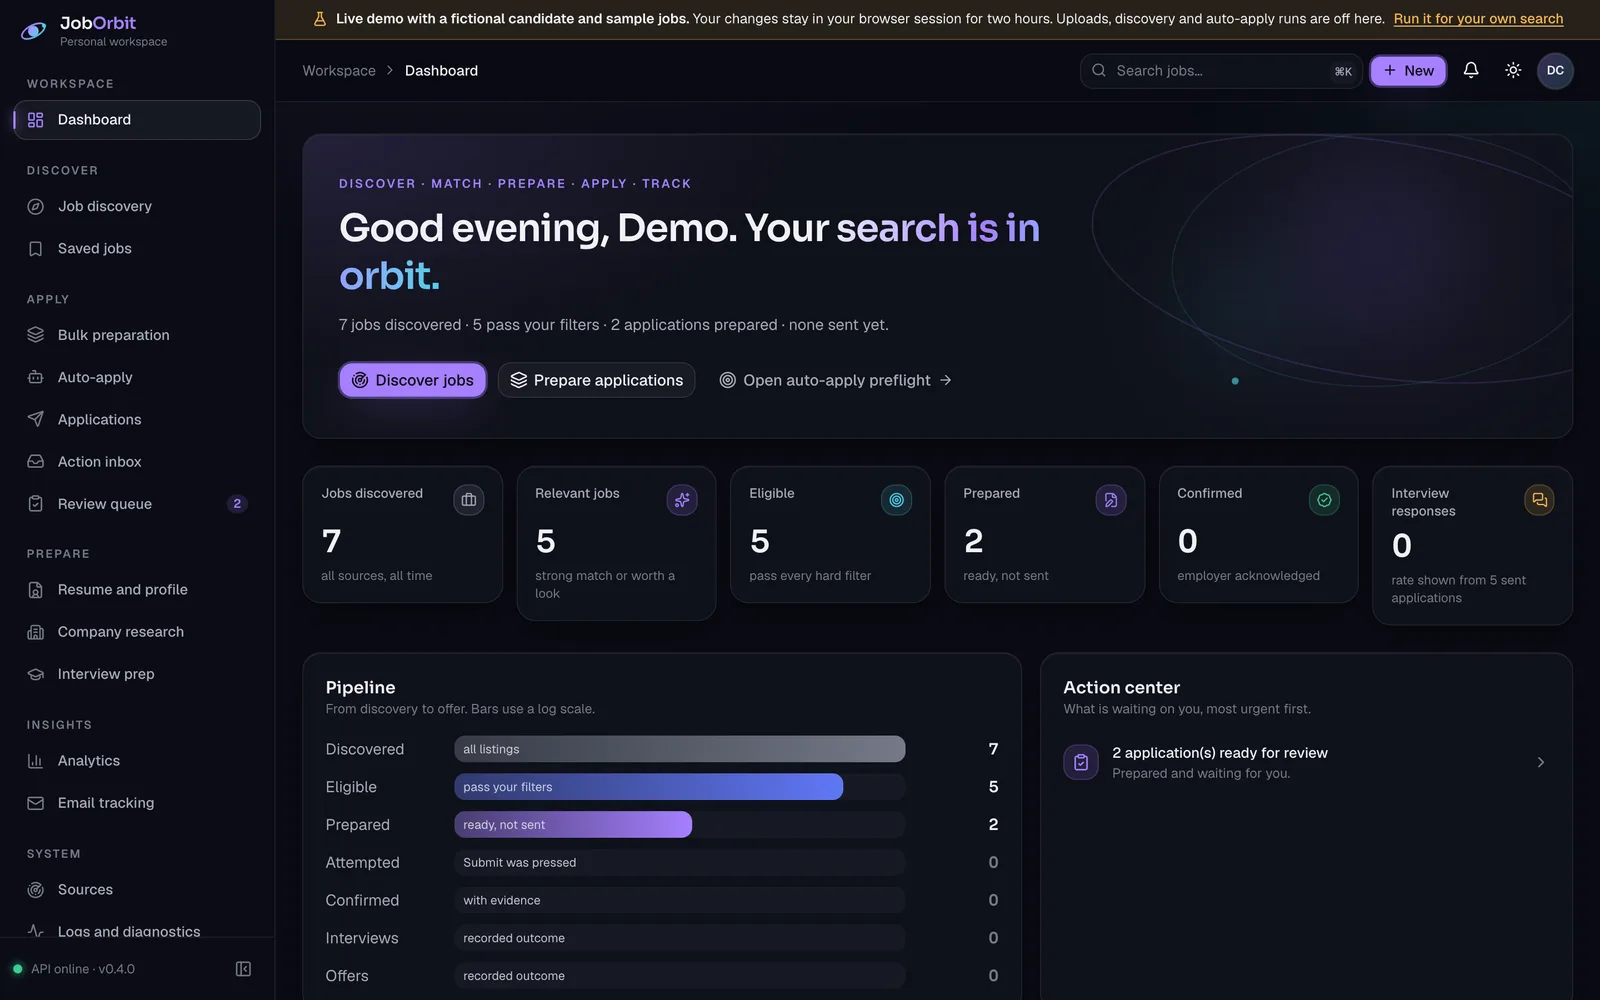 JobOrbit
Personal workspace
WORKSPACE
Dashboard
DISCOVER
Job discovery
Saved jobs
APPLY
Bulk preparation
Auto-apply
Applications
Action inbox
Review queue 2
PREPARE
Resume and profile
Company research
Interview prep
INSIGHTS
Analytics
Email tracking
SYSTEM
Sources
Logs and diagnostics
API online · v0.4.0
Live demo with a fictional candidate and sample jobs. Your changes stay in your browser session for two hours. Uploads, discovery and auto-apply runs are off here. Run it for your own search
Workspace > Dashboard
Search jobs... ⌘K
+ New
DC
DISCOVER · MATCH · PREPARE · APPLY · TRACK
Good evening, Demo. Your search is in
orbit.
7 jobs discovered · 5 pass your filters · 2 applications prepared · none sent yet.
Discover jobs
Prepare applications
Open auto-apply preflight →
Jobs discovered
7
all sources, all time
Relevant jobs
5
strong match or worth a
look
Eligible
5
pass every hard filter
Prepared
2
ready, not sent
Confirmed
0
employer acknowledged
Interview
responses
0
rate shown from 5 sent
applications
Pipeline
From discovery to offer. Bars use a log scale.
Discovered all listings 7
Eligible pass your filters 5
Prepared ready, not sent 2
Attempted Submit was pressed 0
Confirmed with evidence 0
Interviews recorded outcome 0
Offers recorded outcome 0
Action center
What is waiting on you, most urgent first.
2 application(s) ready for review
Prepared and waiting for you.